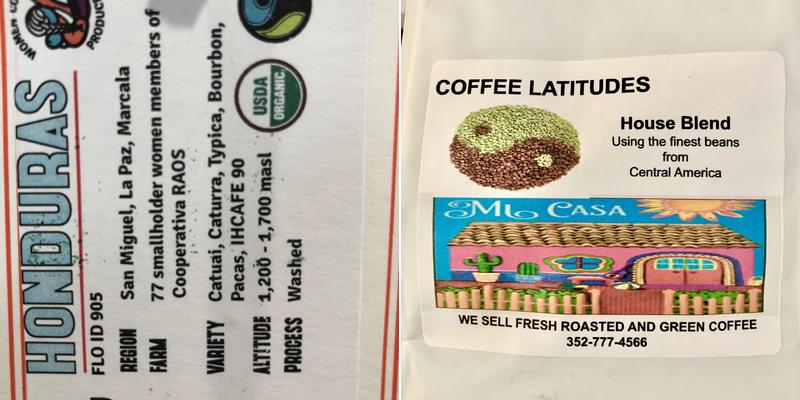 WOMEN
PRODUC
HONDURAS
FLO ID 905
REGION San Miguel, La Paz, Marcala
FARM 77 smallholder women members of
Cooperativa RAOS
VARIETY Catuai, Caturra, Typica, Bourbon,
Pacas, IHCAFE 90
ALTITUDE 1,200 - 1,700 masl
PROCESS Washed
USDA
ORGANIC
COFFEE LATITUDES
House Blend
Using the finest beans
from
Central America
MI CASA
WE SELL FRESH ROASTED AND GREEN COFFEE
352-777-4566